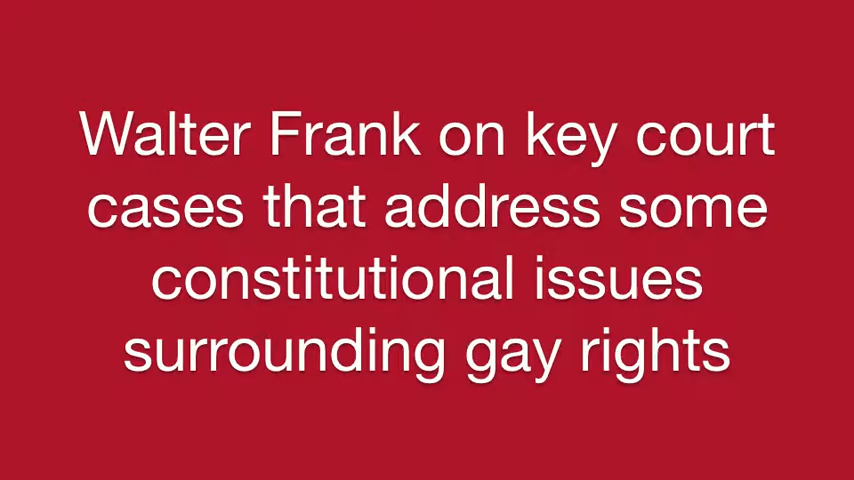 Walter Frank on key court
cases that address some
constitutional issues
surrounding gay rights